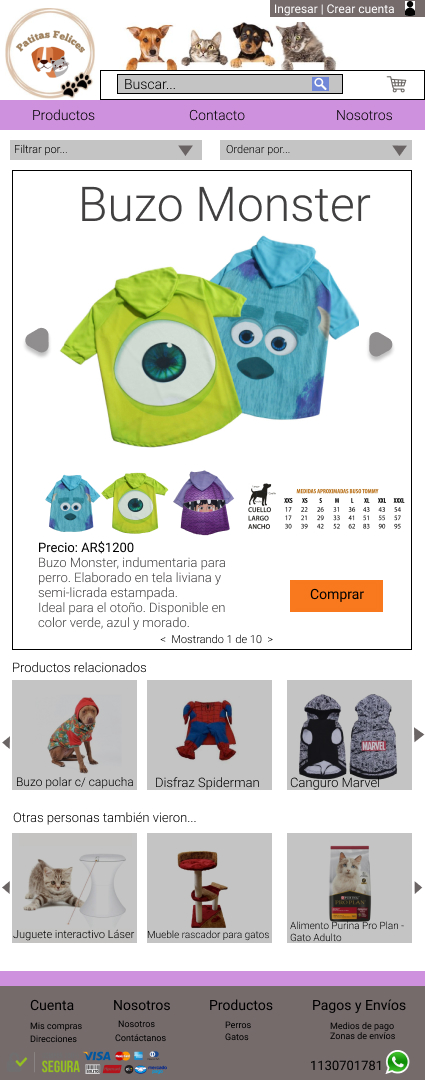 Ingresar | Crear cuenta
Patitas Felices
Buscar...
Productos Contacto Nosotros
Filtrar por... Ordenar por...
Buzo Monster
MEDIDAS APROXIMADAS BUSO TOMMY
XXS XS S M L XL XXL XXXL
CUELLO 17 22 26 31 36 43 43 54
LARGO 17 21 29 33 41 51 55 57
ANCHO 30 39 42 52 62 83 90 95
Precio: AR$1200
Buzo Monster, indumentaria para
perro. Elaborado en tela liviana y
semi-licrada estampada.
Ideal para el otoño. Disponible en
color verde, azul y morado.
Comprar
< Mostrando 1 de 10 >
Productos relacionados
MARVEL
Buzo polar c/ capucha Disfraz Spiderman Canguro Marvel
Otras personas también vieron...
PRO PLAN
Juguete interactivo Láser Mueble rascador para gatos Alimento Purina Pro Plan -
Gato Adulto
Cuenta Nosotros Productos Pagos y Envíos
Mis compras Nosotros Perros Medios de pago
Direcciones Contáctanos Gatos Zonas de envíos
SEGURA VISA
1130701781